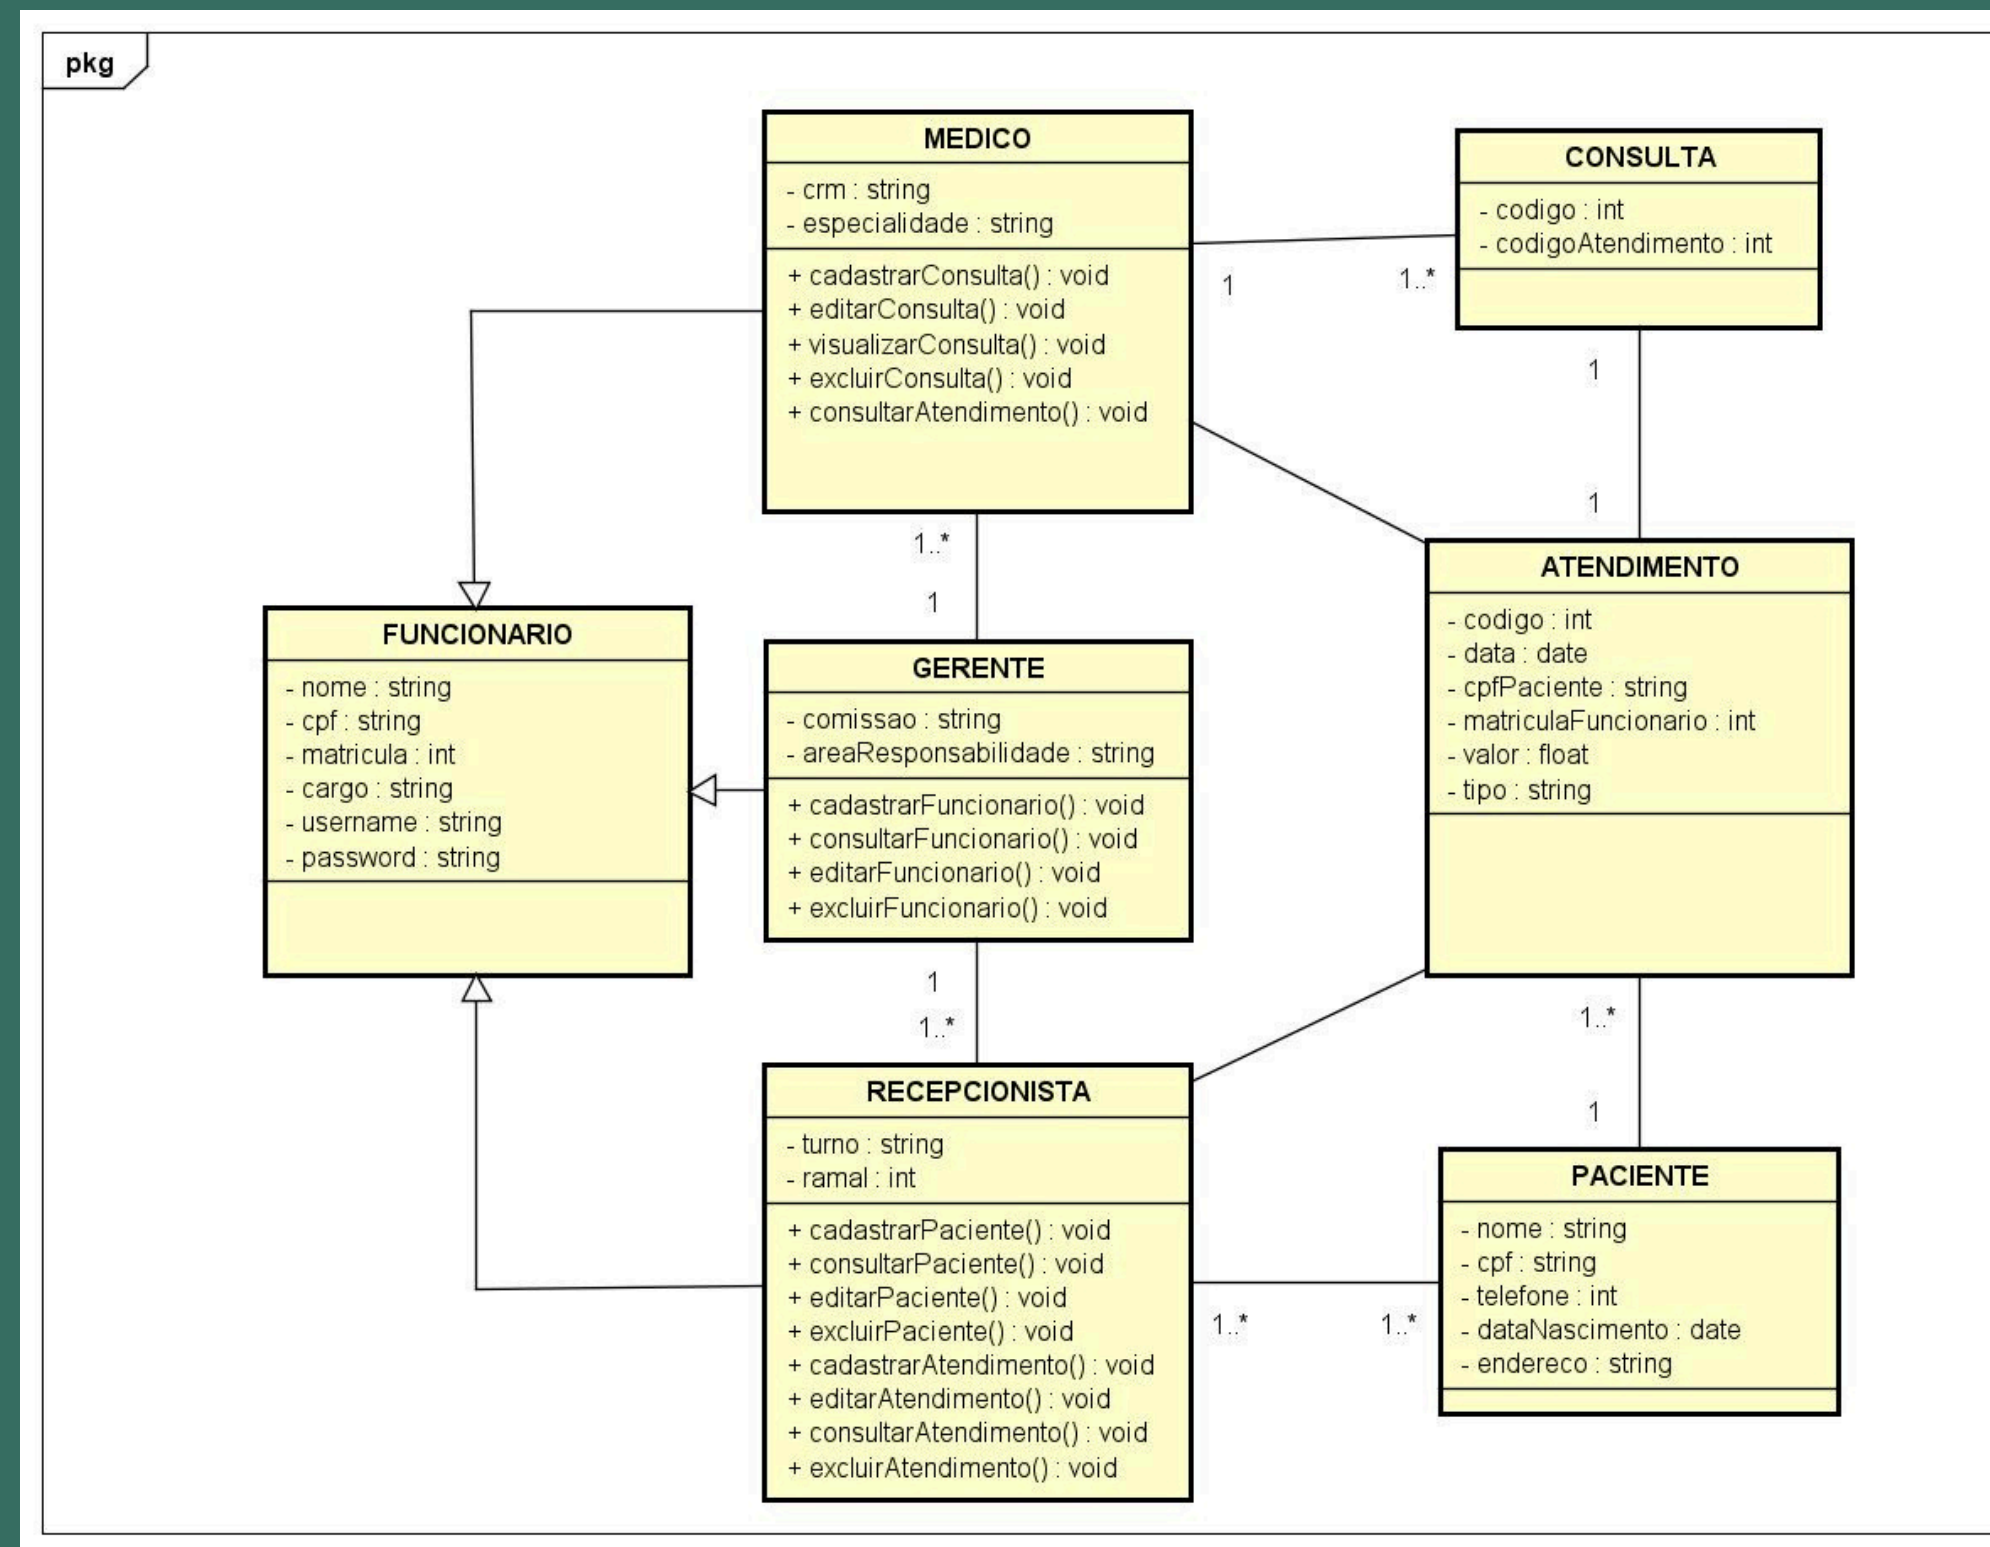 pkg
MEDICO
- crm : string
- especialidade : string
+ cadastrarConsulta() : void
+ editarConsulta() : void
+ visualizarConsulta() : void
+ excluirConsulta() : void
+ consultarAtendimento() : void
CONSULTA
- codigo : int
- codigoAtendimento : int
1
1..*
1
1
1..*
1
ATENDIMENTO
- codigo : int
- data : date
- cpfPaciente : string
- matriculaFuncionario : int
- valor : float
- tipo : string
FUNCIONARIO
- nome : string
- cpf : string
- matricula : int
- cargo : string
- username : string
- password : string
GERENTE
- comissao : string
- areaResponsabilidade : string
+ cadastrarFuncionario() : void
+ consultarFuncionario() : void
+ editarFuncionario() : void
+ excluirFuncionario() : void
1
1..*
1..*
1
RECEPCIONISTA
- turno : string
- ramal : int
+ cadastrarPaciente() : void
+ consultarPaciente() : void
+ editarPaciente() : void
+ excluirPaciente() : void
+ cadastrarAtendimento() : void
+ editarAtendimento() : void
+ consultarAtendimento() : void
+ excluirAtendimento() : void
1..*
1..*
PACIENTE
- nome : string
- cpf : string
- telefone : int
- dataNascimento : date
- endereco : string